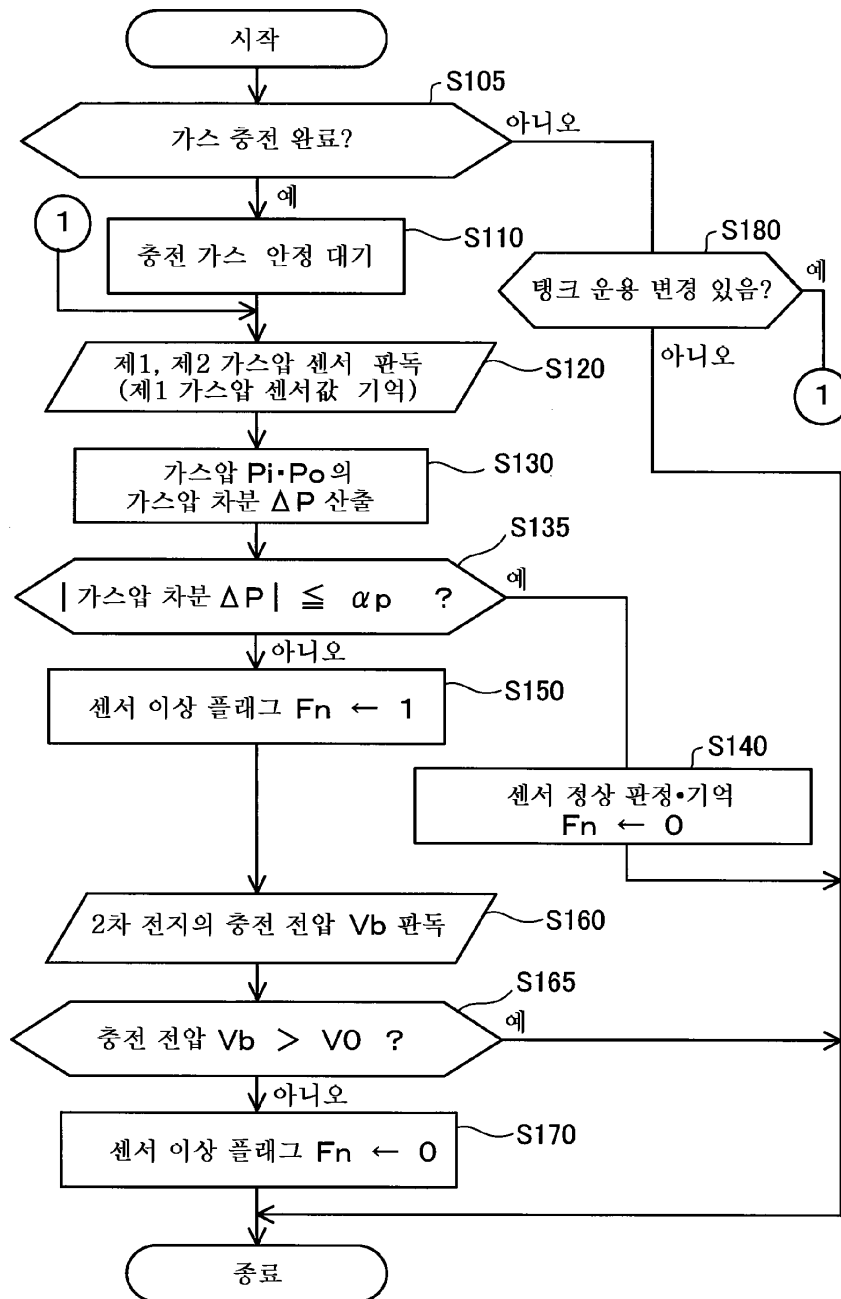 시작
S105
가스 충전 완료?
아니오
예
1
S110
충전 가스 안정 대기
S180
탱크 운용 변경 있음?
예
아니오
1
제1, 제2 가스압 센서 판독
(제1 가스압 센서값 기억)
S120
가스압 Pi·Po의
가스압 차분 ΔP 산출
S130
S135
|가스압 차분 ΔP| ≦ αp ?
예
아니오
센서 이상 플래그 Fn ← 1
S150
S140
센서 정상 판정·기억
Fn ← 0
2차 전지의 충전 전압 Vb 판독
S160
S165
충전 전압 Vb > V0 ?
예
아니오
센서 이상 플래그 Fn ← 0
S170
종료